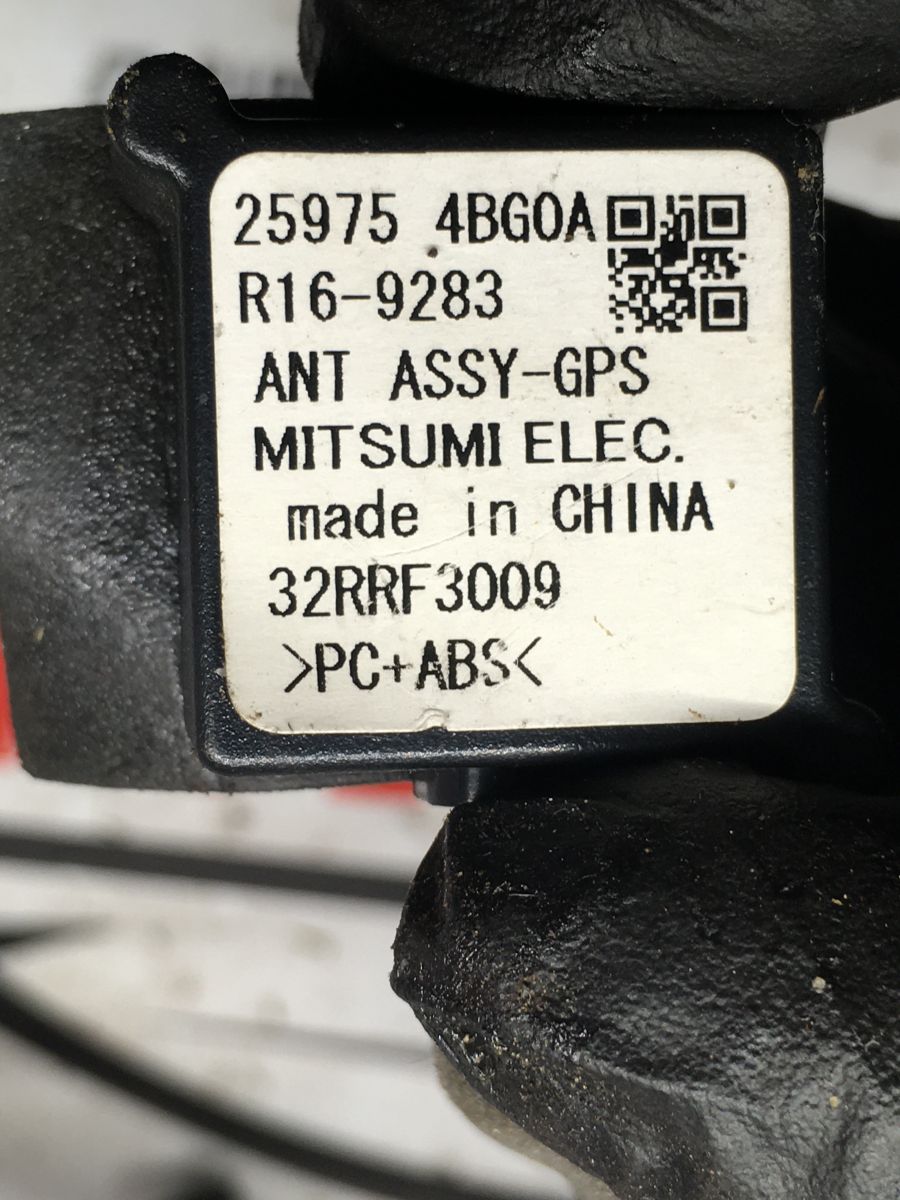 25975 4BG0A
R16-9283
ANT ASSY-GPS
MITSUMI ELEC.
made in CHINA
32RRF3009
>PC+ABS<